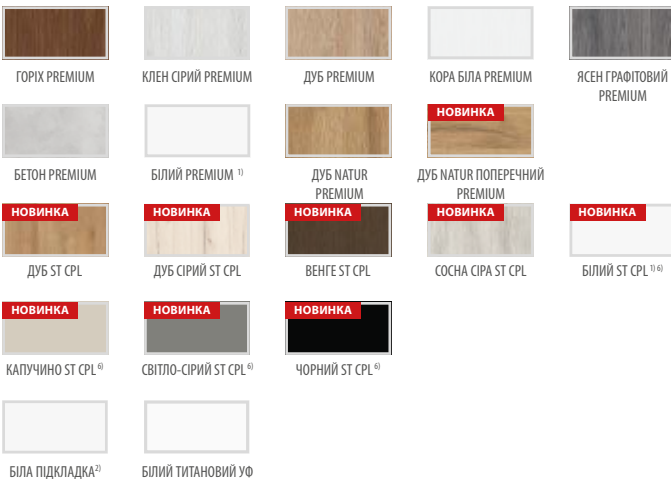 ГОРІХ PREMIUM
КЛЕН СІРИЙ PREMIUM
ДУБ PREMIUM
КОРА БІЛА PREMIUM
ЯСЕН ГРАФІТОВИЙ
PREMIUM
БЕТОН PREMIUM
БІЛИЙ PREMIUM 1)
ДУБ NATUR
PREMIUM
НОВИНКА
ДУБ NATUR ПОПЕРЕЧНИЙ
PREMIUM
НОВИНКА
ДУБ ST CPL
НОВИНКА
ДУБ СІРИЙ ST CPL
НОВИНКА
ВЕНГЕ ST CPL
НОВИНКА
СОСНА СІРА ST CPL
НОВИНКА
БІЛИЙ ST CPL 1) 6)
НОВИНКА
КАПУЧИНО ST CPL 6)
НОВИНКА
СВІТЛО-СІРИЙ ST CPL 6)
НОВИНКА
ЧОРНИЙ ST CPL 6)
БІЛА ПІДКЛАДКА2)
БІЛИЙ ТИТАНОВИЙ УФ